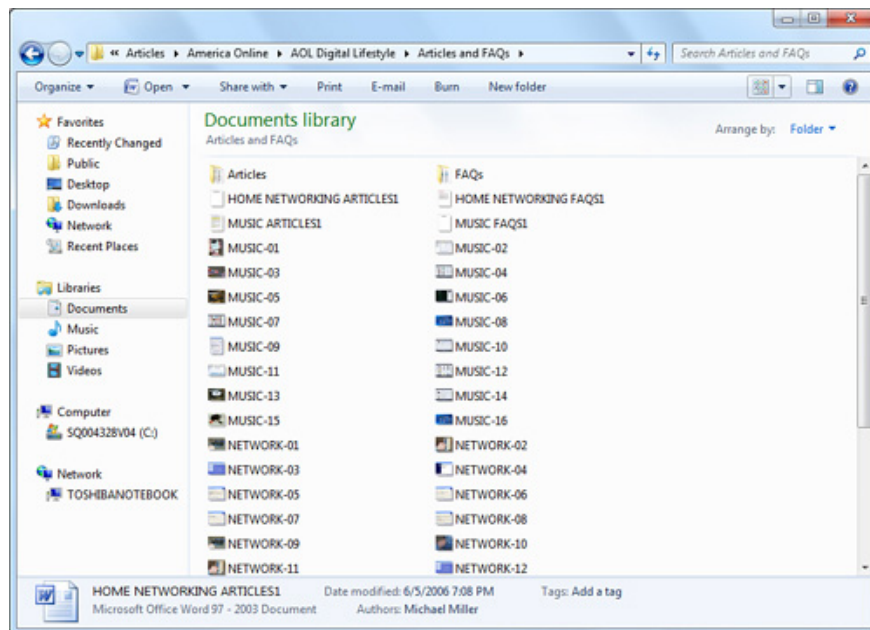 « Articles ▸ America Online ▸ AOL Digital Lifestyle ▸ Articles and FAQs ▸ Search Articles and FAQs
Organize Open Share with Print E-mail Burn New folder
Favorites
Recently Changed
Public
Desktop
Downloads
Network
Recent Places
Libraries
Documents
Music
Pictures
Videos
Computer
SQ004328V04 (C:)
Network
TOSHIBANOTEBOOK
Documents library
Articles and FAQs
Arrange by: Folder
Articles FAQs
HOME NETWORKING ARTICLES1 HOME NETWORKING FAQS1
MUSIC ARTICLES1 MUSIC FAQS1
MUSIC-01 MUSIC-02
MUSIC-03 MUSIC-04
MUSIC-05 MUSIC-06
MUSIC-07 MUSIC-08
MUSIC-09 MUSIC-10
MUSIC-11 MUSIC-12
MUSIC-13 MUSIC-14
MUSIC-15 MUSIC-16
NETWORK-01 NETWORK-02
NETWORK-03 NETWORK-04
NETWORK-05 NETWORK-06
NETWORK-07 NETWORK-08
NETWORK-09 NETWORK-10
NETWORK-11 NETWORK-12
HOME NETWORKING ARTICLES1 Date modified: 6/5/2006 7:08 PM Tags: Add a tag
Microsoft Office Word 97 - 2003 Document Authors: Michael Miller